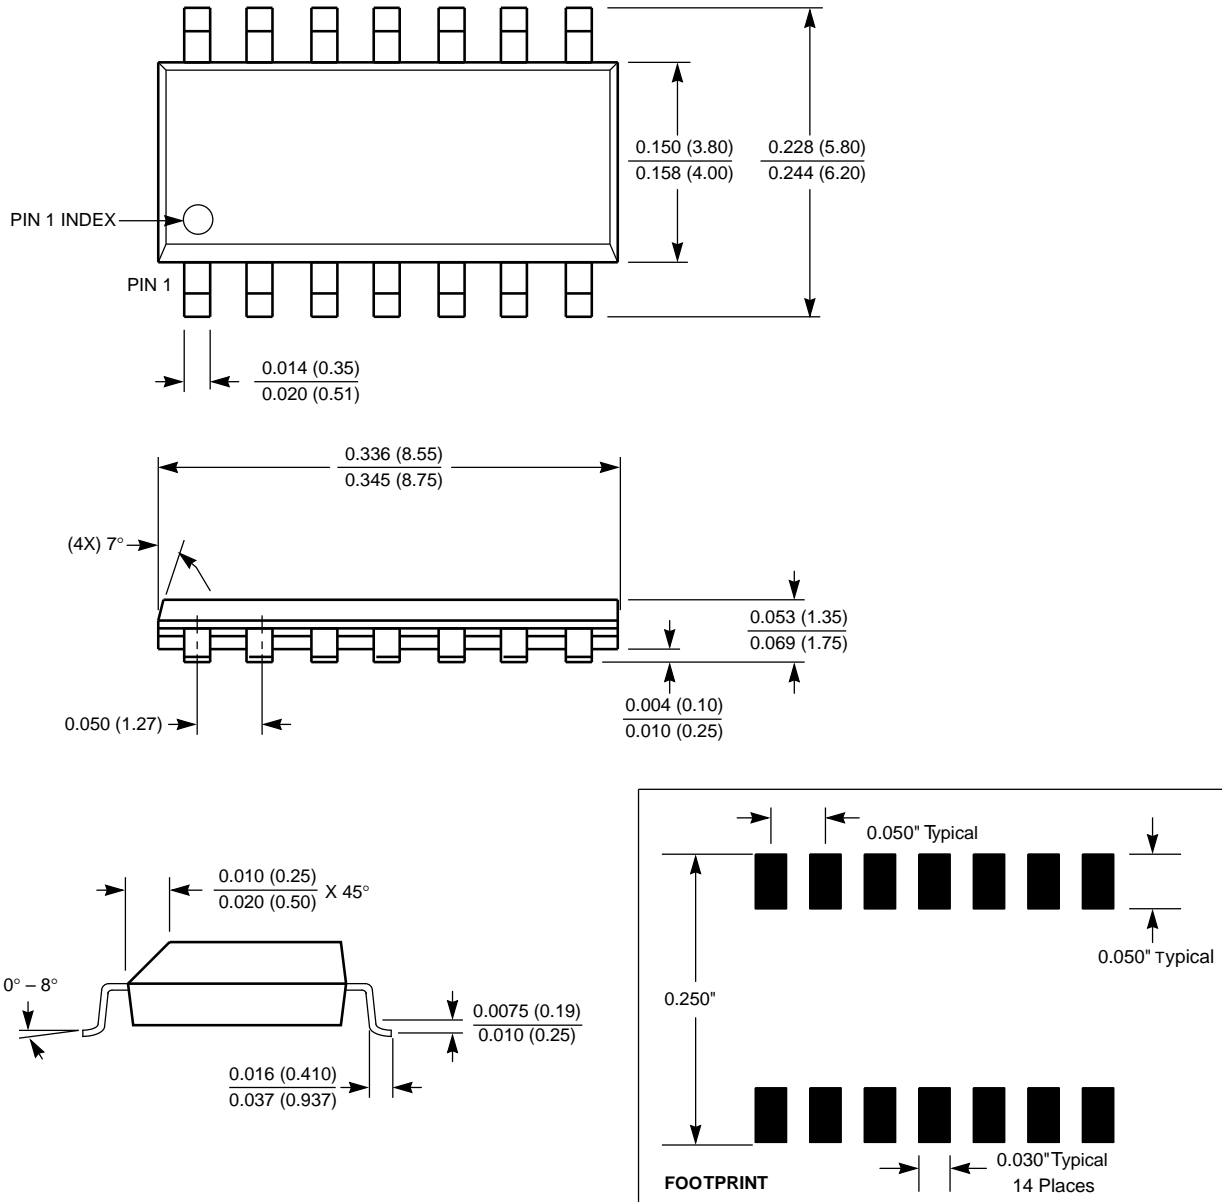 0.150 (3.80)
0.158 (4.00)
0.228 (5.80)
0.244 (6.20)
PIN 1 INDEX
PIN 1
0.014 (0.35)
0.020 (0.51)
0.336 (8.55)
0.345 (8.75)
(4X) 7°
0.053 (1.35)
0.069 (1.75)
0.004 (0.10)
0.010 (0.25)
0.050 (1.27)
0.050" Typical
0.010 (0.25)
0.020 (0.50)
X 45°
0.050" Typical
0° – 8°
0.250"
0.0075 (0.19)
0.010 (0.25)
0.016 (0.410)
0.037 (0.937)
0.030" Typical
14 Places
FOOTPRINT